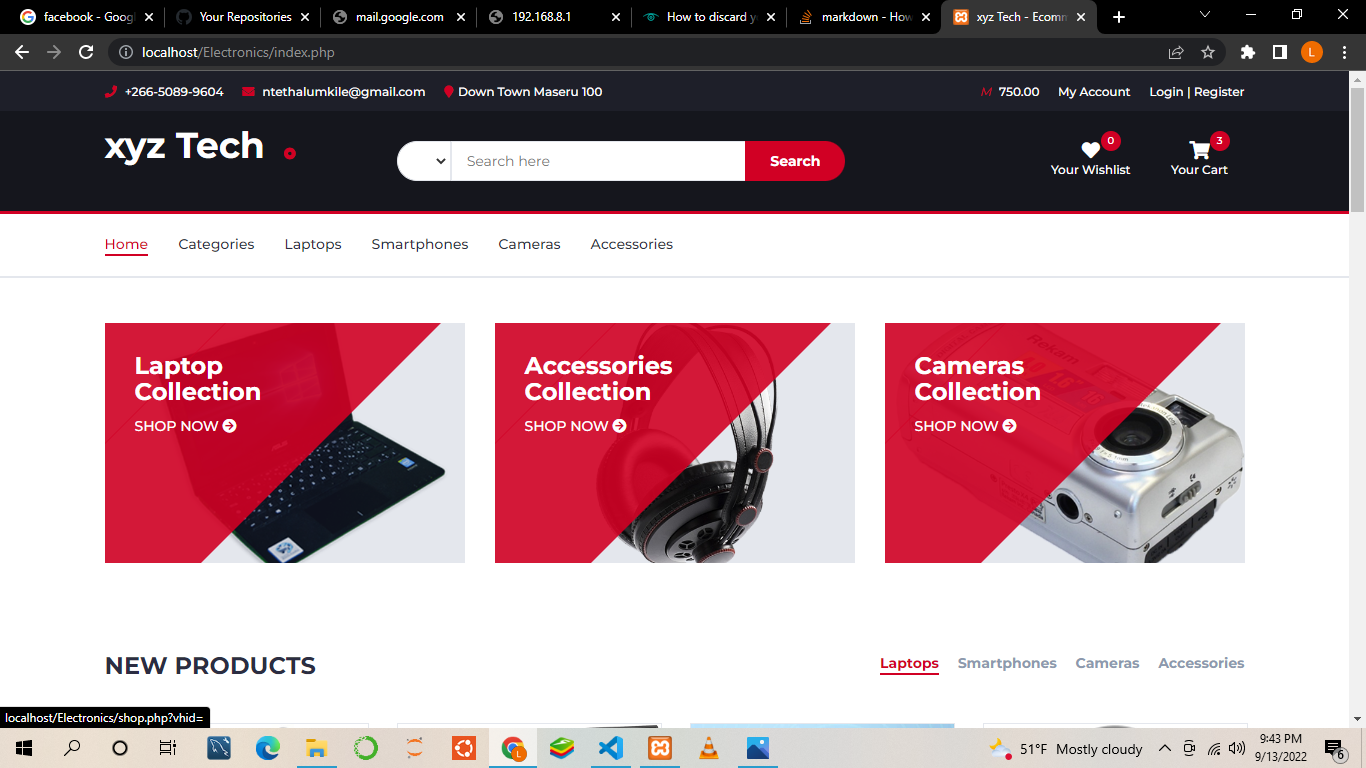 facebook - Goog
Your Repositories
mail.google.com
192.168.8.1
How to discard y
markdown - How
xyz Tech - Ecomm
localhost/Electronics/index.php
L
+266-5089-9604
ntethalumkile@gmail.com
Down Town Maseru 100
M 750.00
My Account
Login | Register
xyz Tech
Search here
Search
0
Your Wishlist
3
Your Cart
Home
Categories
Laptops
Smartphones
Cameras
Accessories
Laptop
Collection
SHOP NOW
Accessories
Collection
SHOP NOW
Cameras
Collection
SHOP NOW
Rekam
NEW PRODUCTS
Laptops
Smartphones
Cameras
Accessories
localhost/Electronics/shop.php?vhid=
51°F Mostly cloudy
9:43 PM
9/13/2022
6